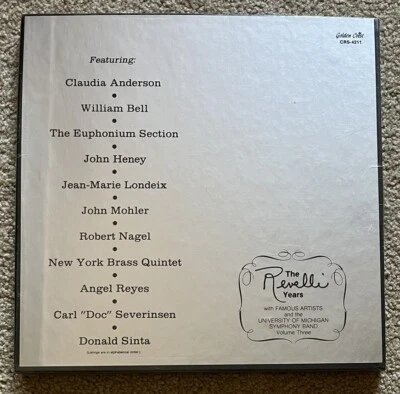 Golden Crest
CRS-4211
Featuring:
Claudia Anderson
William Bell
The Euphonium Section
John Heney
Jean-Marie Londeix
John Mohler
Robert Nagel
New York Brass Quintet
Angel Reyes
Carl "Doc" Severinsen
Donald Sinta
(Listings are in alphabetical order)
The
Revelli
Years
with FAMOUS ARTISTS
and the
UNIVERSITY OF MICHIGAN
SYMPHONY BAND
Volume Three